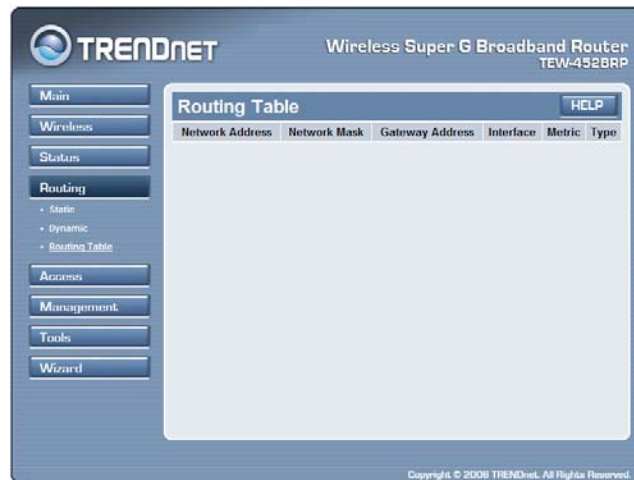 TRENDNET
Wireless Super G Broadband Router
TEW-452BRP
Main
Wireless
Status
Routing
Static
Dynamic
Routing Table
Access
Management
Tools
Wizard
Routing Table
HELP
Network Address Network Mask Gateway Address Interface Metric Type
Copyright © 2006 TRENDnet. All Rights Reserved.